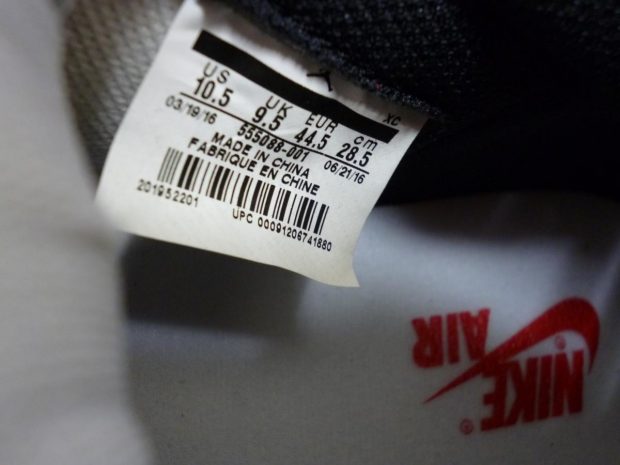 XC
US UK EUR cm
10.5 9.5 44.5 28.5
03/19/16 555088-001 06/21/16
MADE IN CHINA
FABRIQUE EN CHINE
201952201
UPC 00091206741880
NIKE®
AIR
®